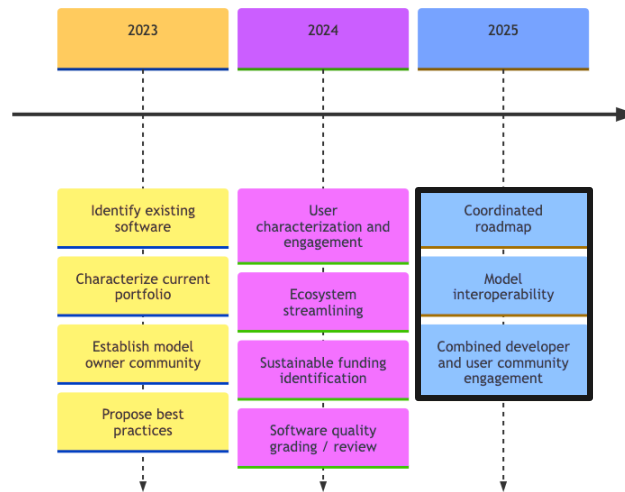 2023
2024
2025
Identify existing
software
Characterize current
portfolio
Establish model
owner community
Propose best
practices
User
characterization and
engagement
Ecosystem
streamlining
Sustainable funding
identification
Software quality
grading / review
Coordinated
roadmap
Model
interoperability
Combined developer
and user community
engagement